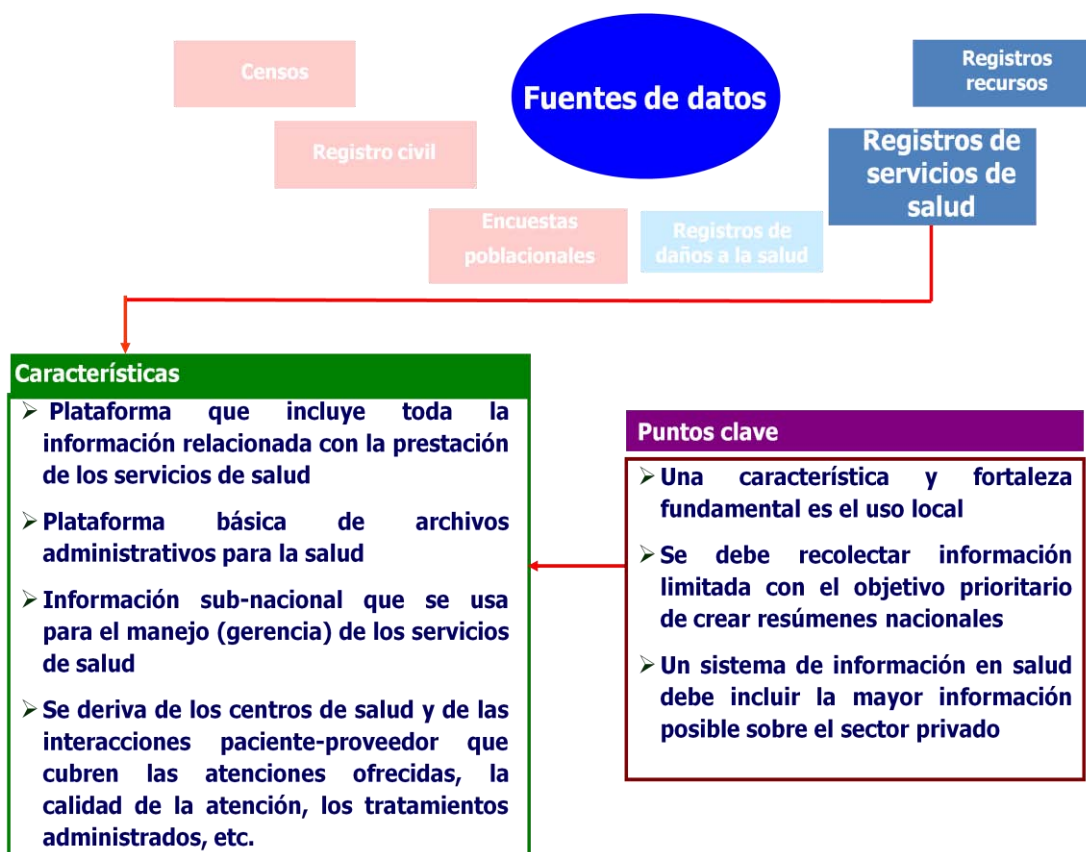 Censos
Fuentes de datos
Registros
recursos
Registro civil
Registros de
servicios de
salud
Encuestas
poblacionales
Registros de
daños a la salud
Características
➢ Plataforma que incluye toda la
información relacionada con la prestación
de los servicios de salud
➢ Plataforma básica de archivos
administrativos para la salud
➢ Información sub-nacional que se usa
para el manejo (gerencia) de los servicios
de salud
➢ Se deriva de los centros de salud y de las
interacciones paciente-proveedor que
cubren las atenciones ofrecidas, la
calidad de la atención, los tratamientos
administrados, etc.
Puntos clave
➢ Una característica y fortaleza
fundamental es el uso local
➢ Se debe recolectar información
limitada con el objetivo prioritario
de crear resúmenes nacionales
➢ Un sistema de información en salud
debe incluir la mayor información
posible sobre el sector privado